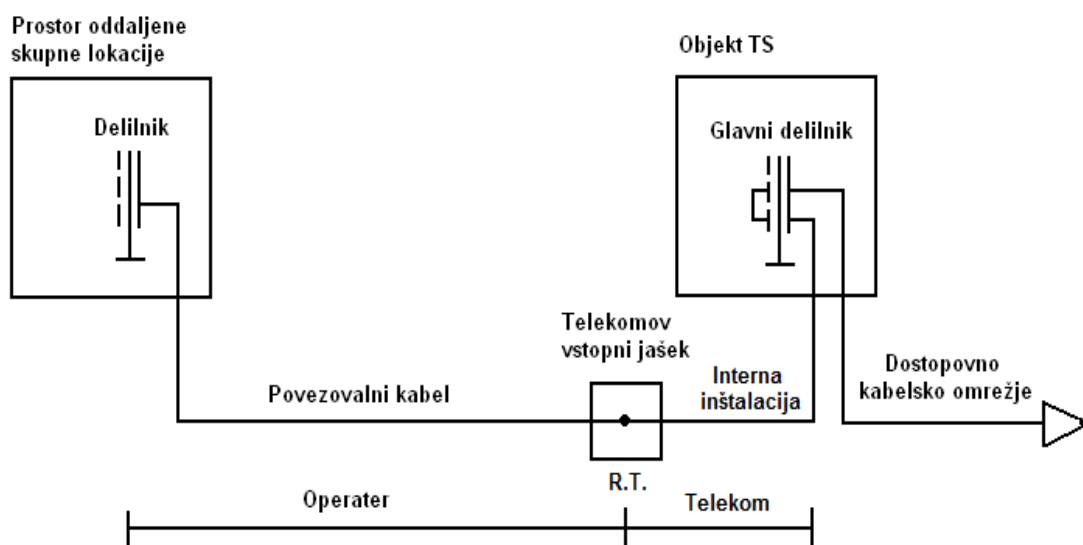 Prostor oddaljene
skupne lokacije
Objekt TS
Delilnik
Glavni delilnik
Telekomov
vstopni jašek
Povezovalni kabel
Interna
inštalacija
Dostopovno
kabelsko omrežje
R.T.
Operater
Telekom